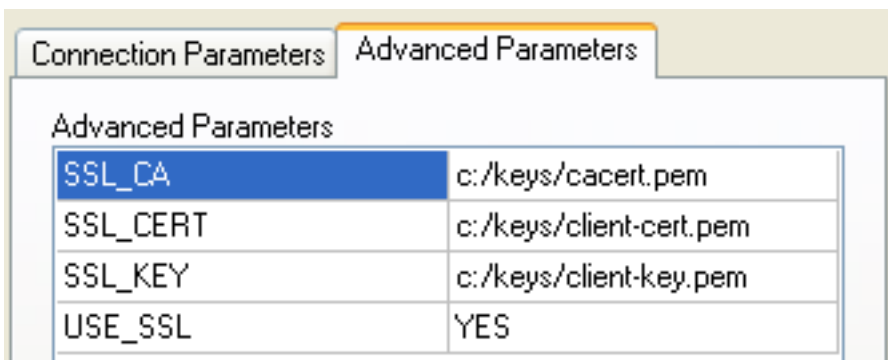 Connection Parameters Advanced Parameters
Advanced Parameters
SSL_CA c:/keys/cacert.pem
SSL_CERT c:/keys/client-cert.pem
SSL_KEY c:/keys/client-key.pem
USE_SSL YES